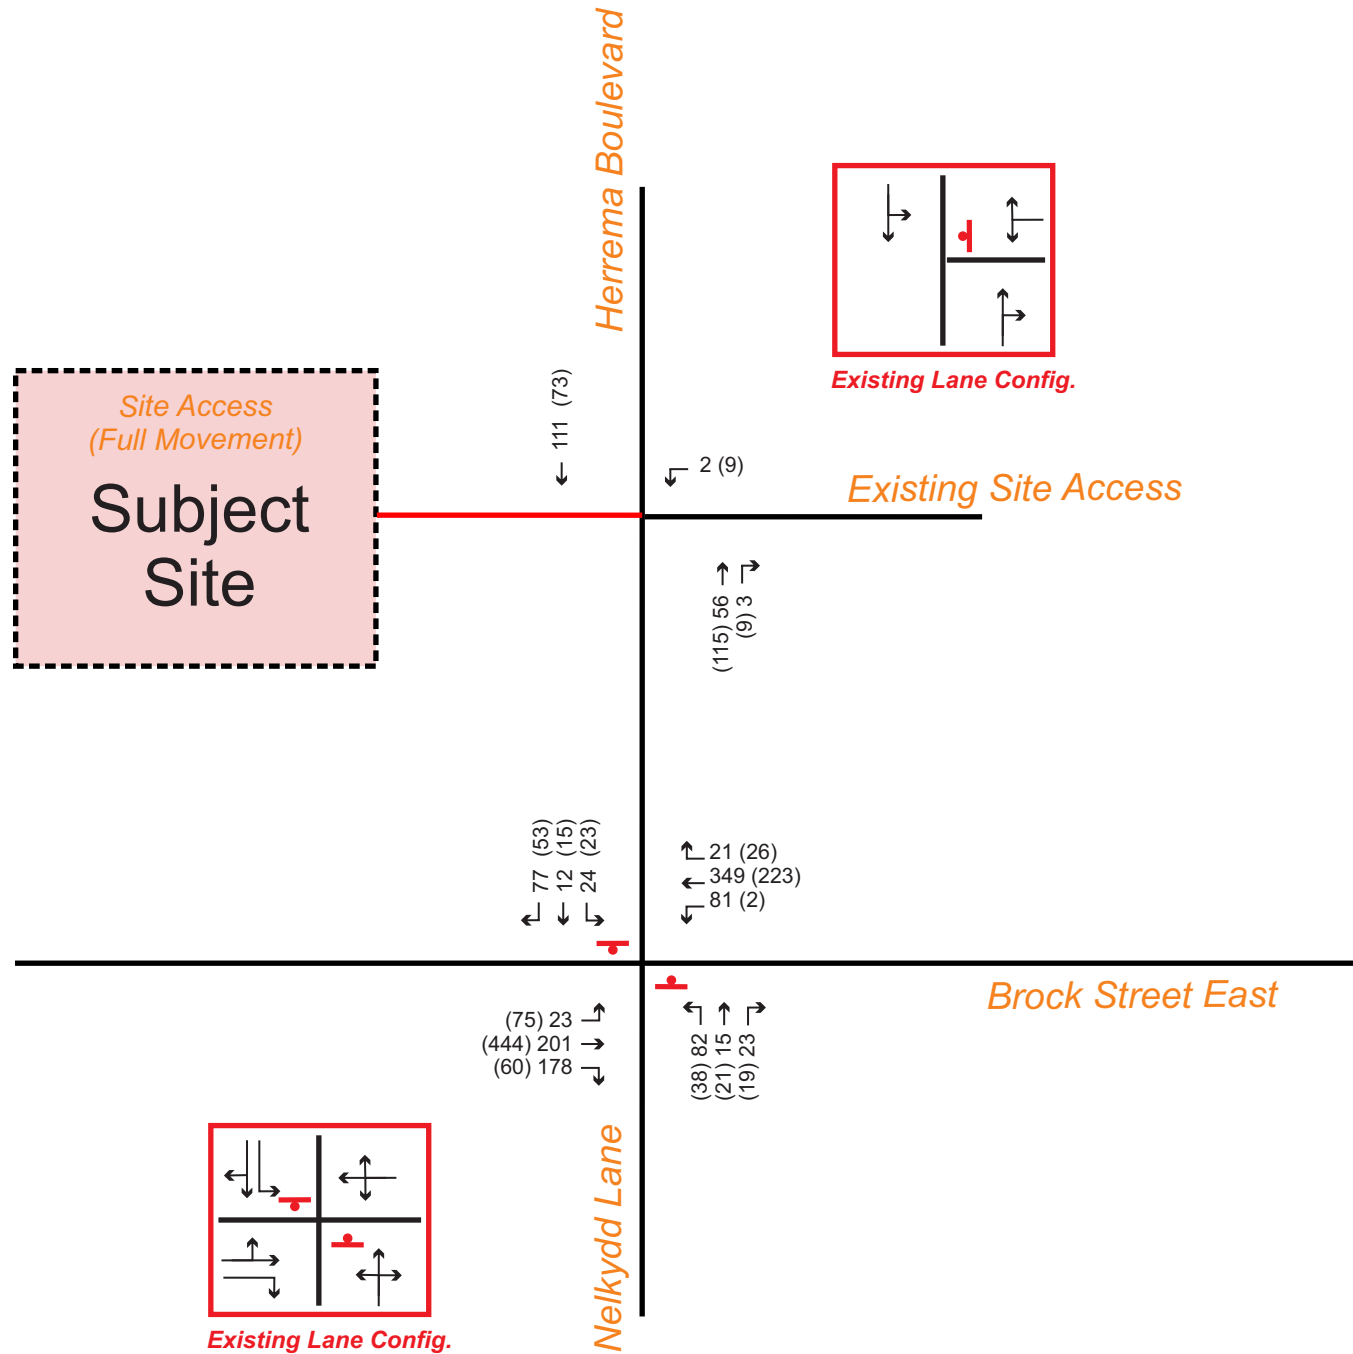 Herrema Boulevard
Existing Lane Config.
Site Access
(Full Movement)
Subject
Site
111 (73)
2 (9)
Existing Site Access
(115) 56
(9) 3
77 (53)
12 (15)
24 (23)
21 (26)
349 (223)
81 (2)
Brock Street East
(75) 23
(444) 201
(60) 178
(38) 82
(21) 15
(19) 23
Nelkydd Lane
Existing Lane Config.